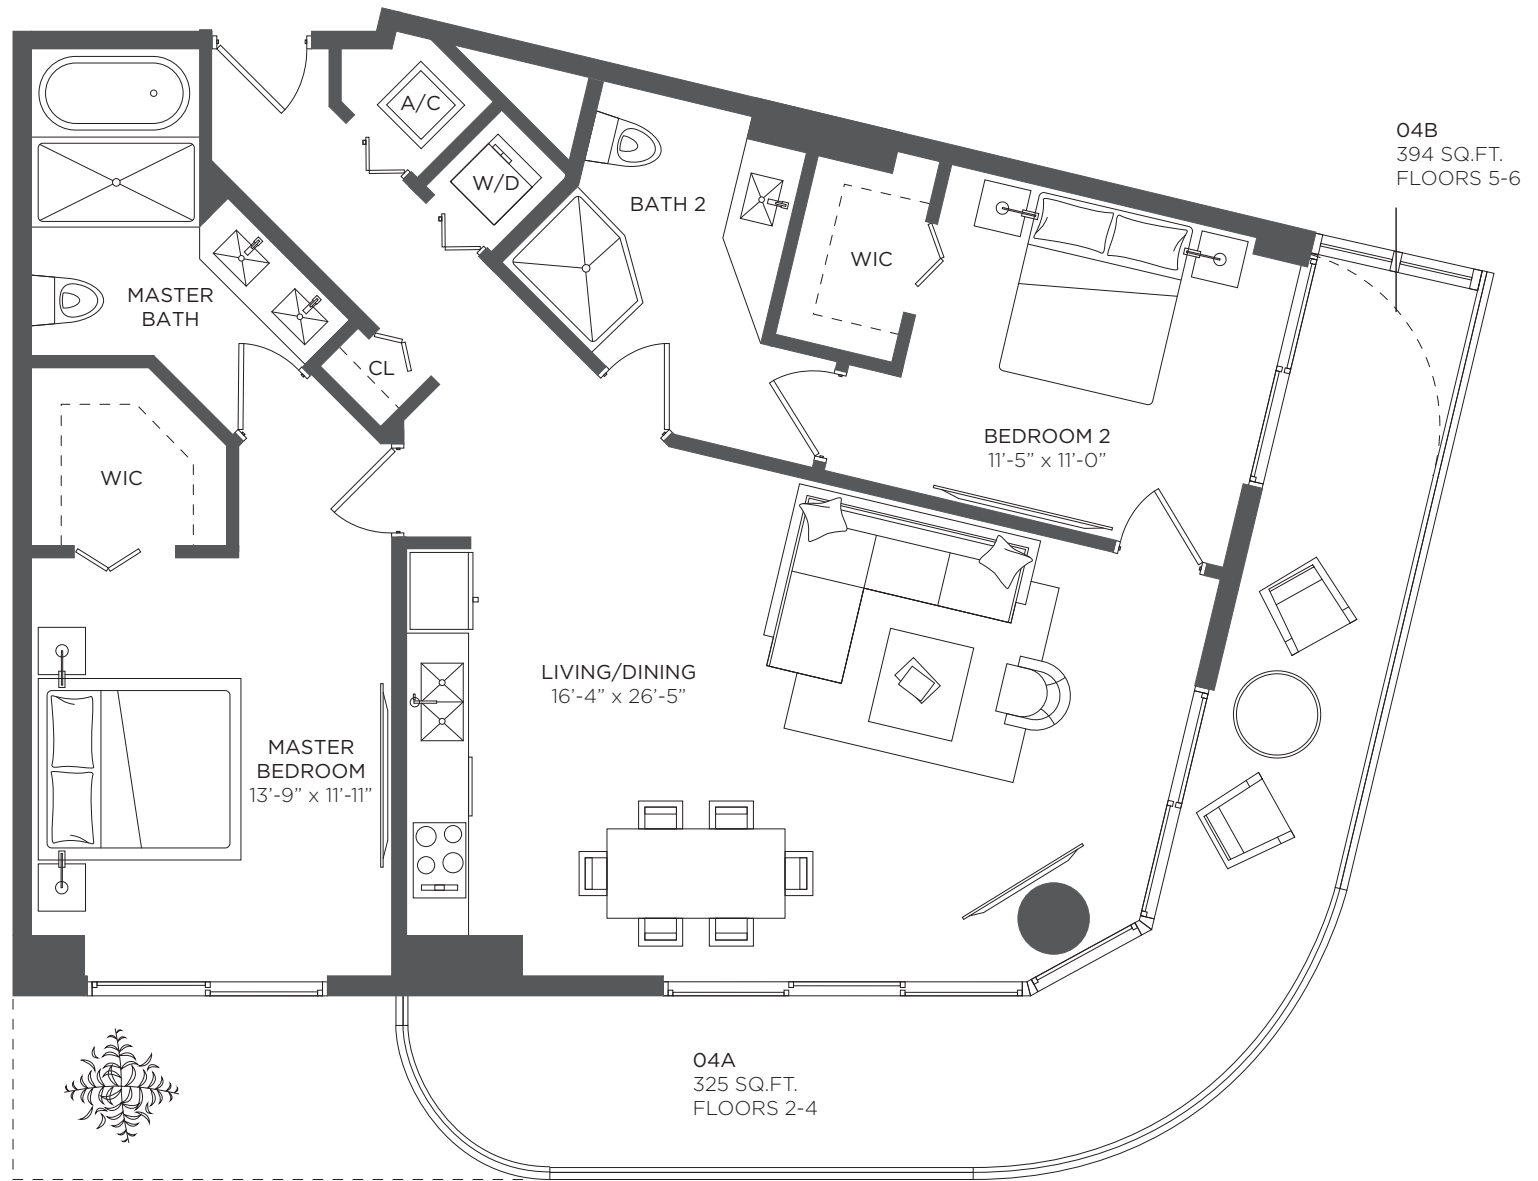 A/C
W/D
04B
394 SQ.FT.
FLOORS 5-6
BATH 2
WIC
MASTER
BATH
CL
BEDROOM 2
11'-5” x 11'-0”
WIC
LIVING/DINING
16'-4” x 26'-5”
MASTER
BEDROOM
13'-9” x 11'-11”
04A
325 SQ.FT.
FLOORS 2-4